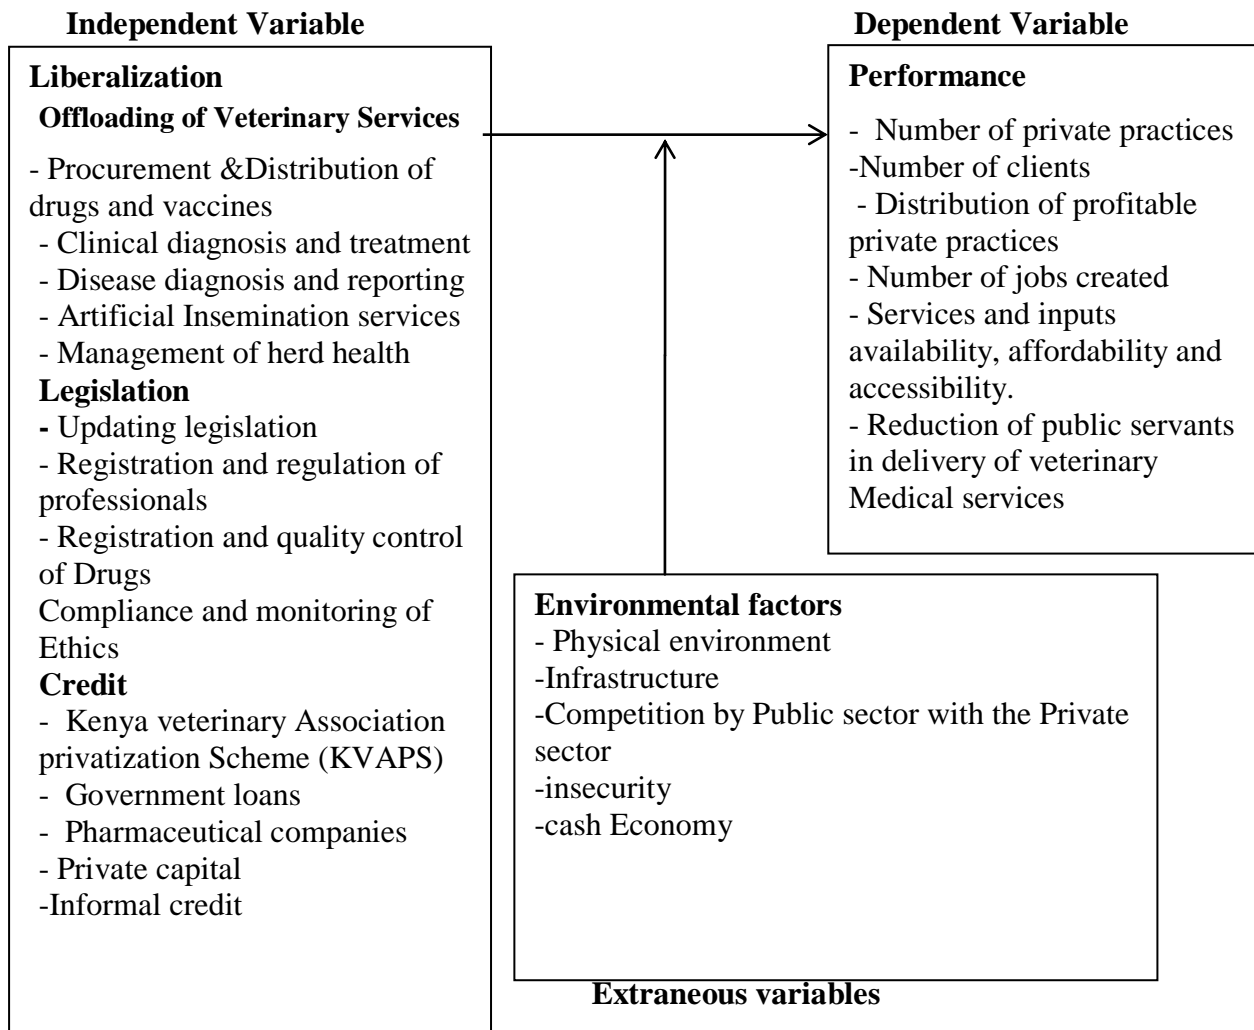 Independent Variable
Liberalization
Offloading of Veterinary Services
- Procurement &Distribution of
drugs and vaccines
- Clinical diagnosis and treatment
- Disease diagnosis and reporting
- Artificial Insemination services
- Management of herd health
Legislation
- Updating legislation
- Registration and regulation of
professionals
- Registration and quality control
of Drugs
Compliance and monitoring of
Ethics
Credit
- Kenya veterinary Association
privatization Scheme (KVAPS)
- Government loans
- Pharmaceutical companies
- Private capital
-Informal credit
Dependent Variable
Performance
- Number of private practices
-Number of clients
- Distribution of profitable
private practices
- Number of jobs created
- Services and inputs
availability, affordability and
accessibility.
- Reduction of public servants
in delivery of veterinary
Medical services
Environmental factors
- Physical environment
-Infrastructure
-Competition by Public sector with the Private
sector
-insecurity
-cash Economy
Extraneous variables